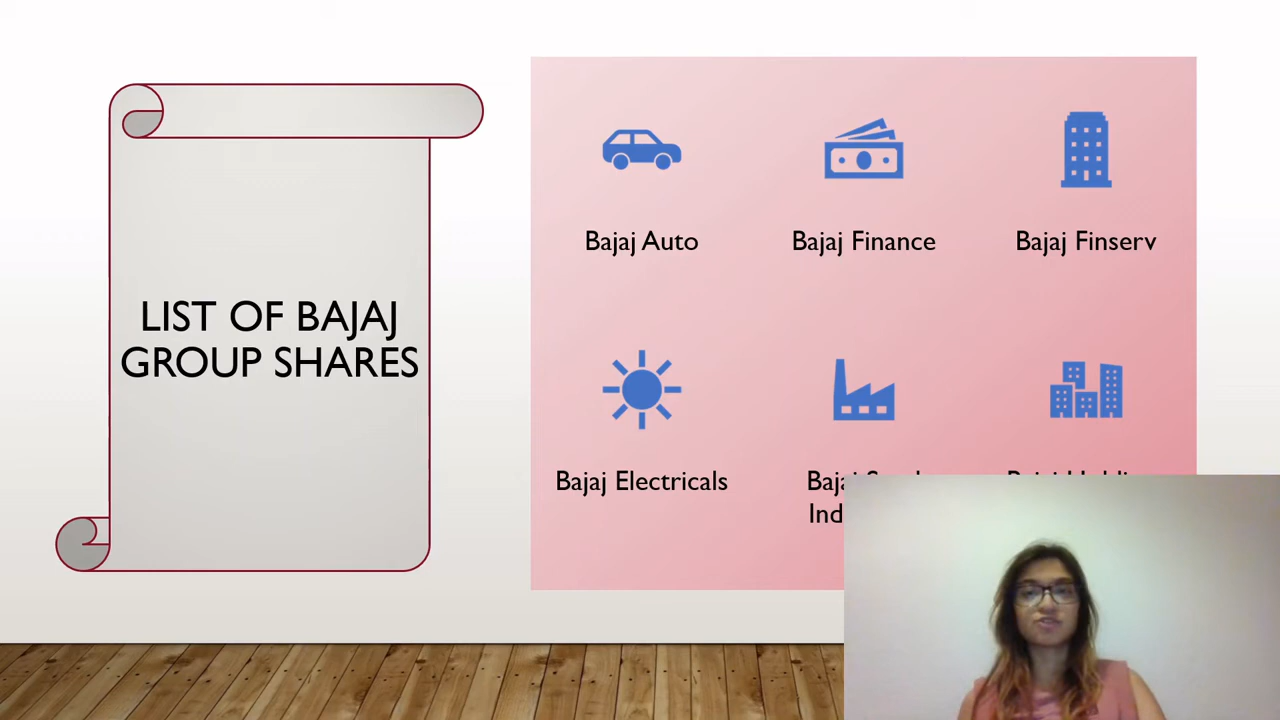 LIST OF BAJAJ
GROUP SHARES
Bajaj Auto
Bajaj Finance
Bajaj Finserv
Bajaj Electricals